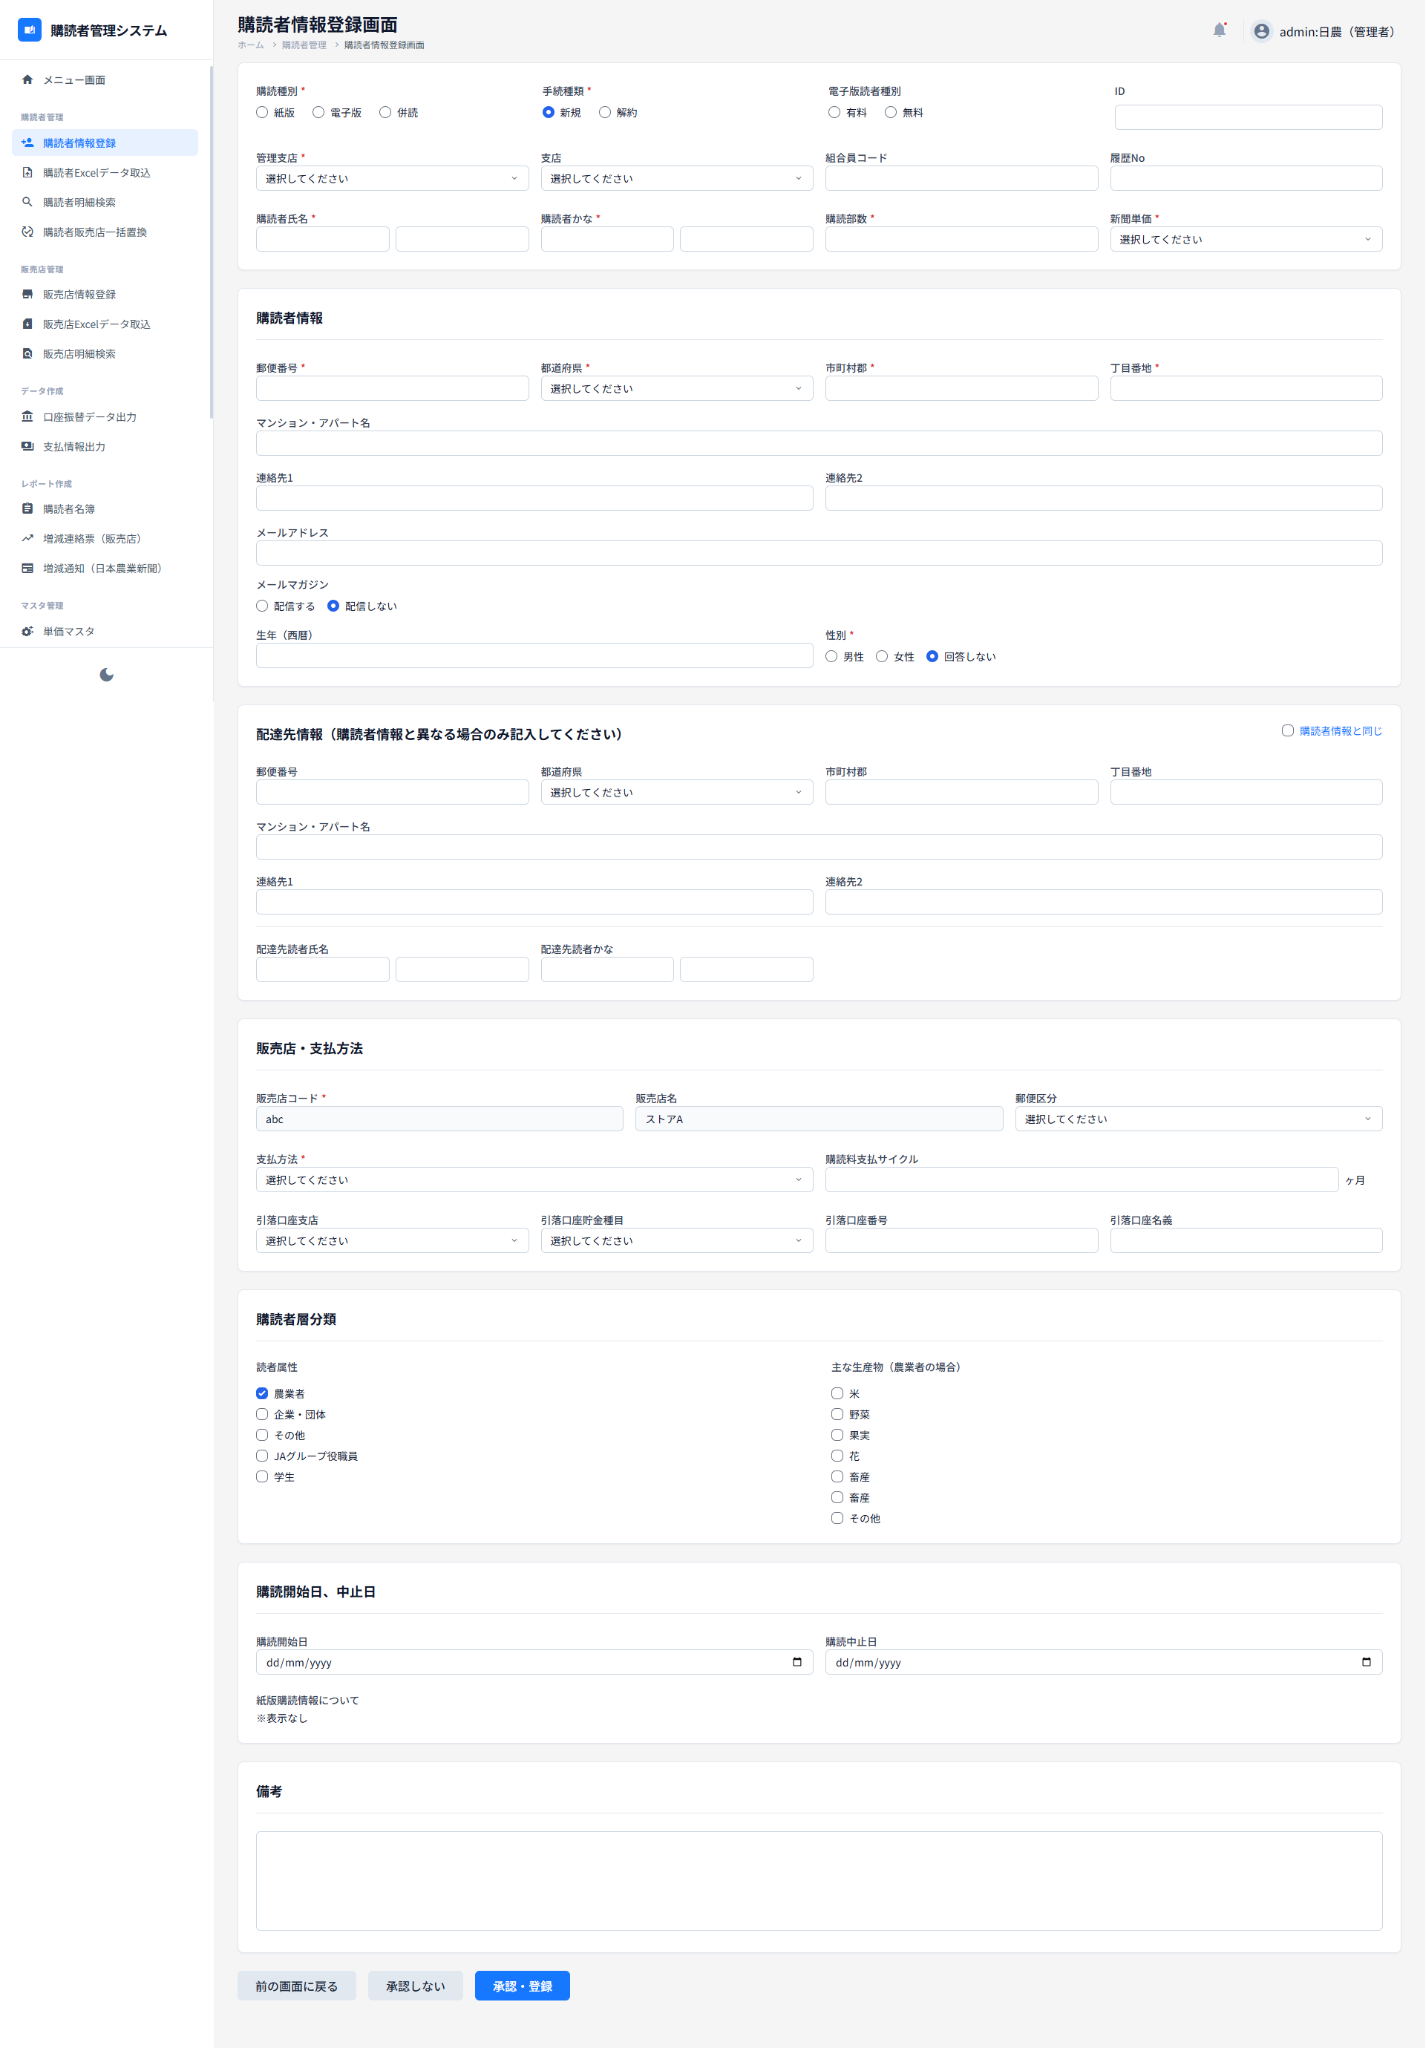 購読者管理システム
メニュー画面
購読者管理
購読者情報登録
購読者Excelデータ取込
購読者明細検索
購読者販売店一括置換
販売店管理
販売店情報登録
販売店Excelデータ取込
販売店明細検索
データ作成
口座振替データ出力
支払情報出力
レポート作成
購読者名簿
増減連絡票（販売店）
増減通知（日本農業新聞）
マスタ管理
単価マスタ
購読者情報登録画面
ホーム > 購読者管理 > 購読者情報登録画面
admin:日農（管理者）
購読種別 * 手続種類 * 電子版読者種別 ID
紙版 電子版 併読 新規 解約 有料 無料
管理支店 * 支店 組合員コード 履歴No
選択してください 選択してください
購読者氏名 * 購読者かな * 購読部数 * 新聞単価 *
選択してください
購読者情報
郵便番号 * 都道府県 * 市町村郡 * 丁目番地 *
選択してください
マンション・アパート名
連絡先1 連絡先2
メールアドレス
メールマガジン
配信する 配信しない
生年（西暦） 性別 *
男性 女性 回答しない
配達先情報（購読者情報と異なる場合のみ記入してください） 購読者情報と同じ
郵便番号 都道府県 市町村郡 丁目番地
選択してください
マンション・アパート名
連絡先1 連絡先2
配達先読者氏名 配達先読者かな
販売店・支払方法
販売店コード * 販売店名 郵便区分
abc ストアA 選択してください
支払方法 * 購読料支払サイクル
選択してください ヶ月
引落口座支店 引落口座貯金種目 引落口座番号 引落口座名義
選択してください 選択してください
購読者層分類
読者属性 主な生産物（農業者の場合）
農業者 米
企業・団体 野菜
その他 果実
JAグループ役職員 花
学生 畜産
畜産
その他
購読開始日、中止日
購読開始日 購読中止日
dd/mm/yyyy dd/mm/yyyy
紙版購読情報について
※表示なし
備考
前の画面に戻る 承認しない 承認・登録